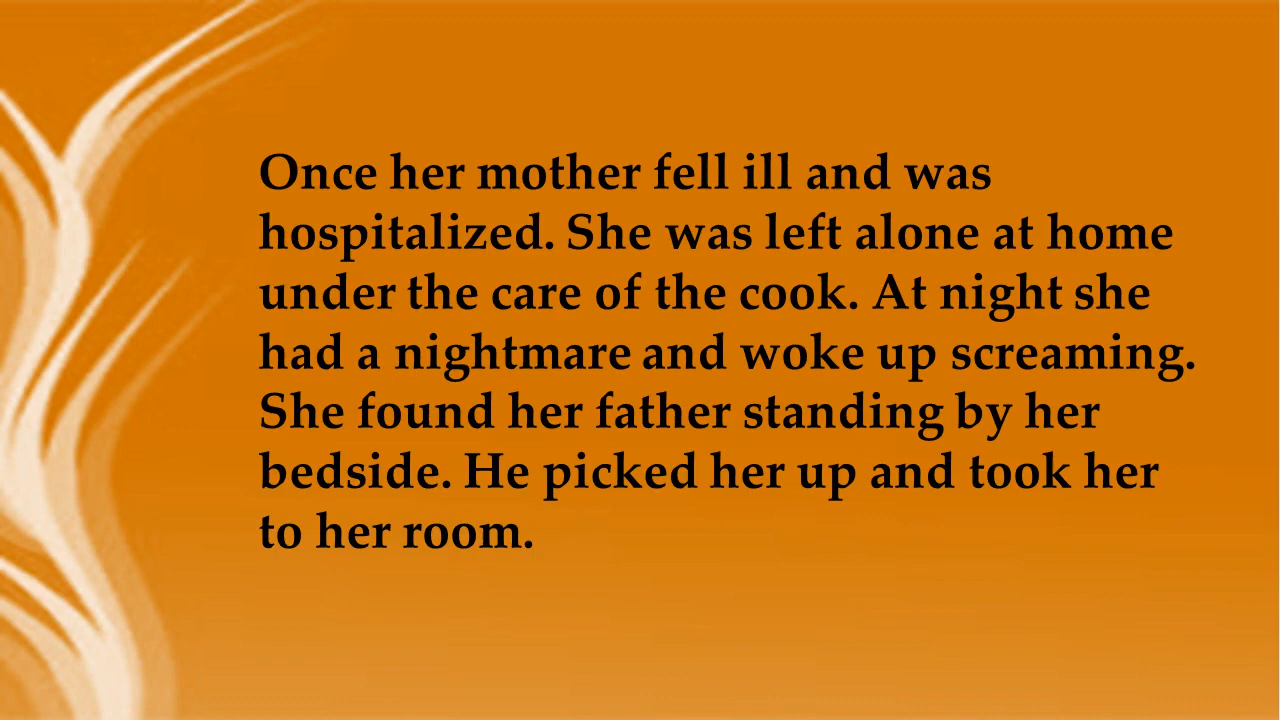 Once her mother fell ill and was
hospitalized. She was left alone at home
under the care of the cook. At night she
had a nightmare and woke up screaming.
She found her father standing by her
bedside. He picked her up and took her
to her room.